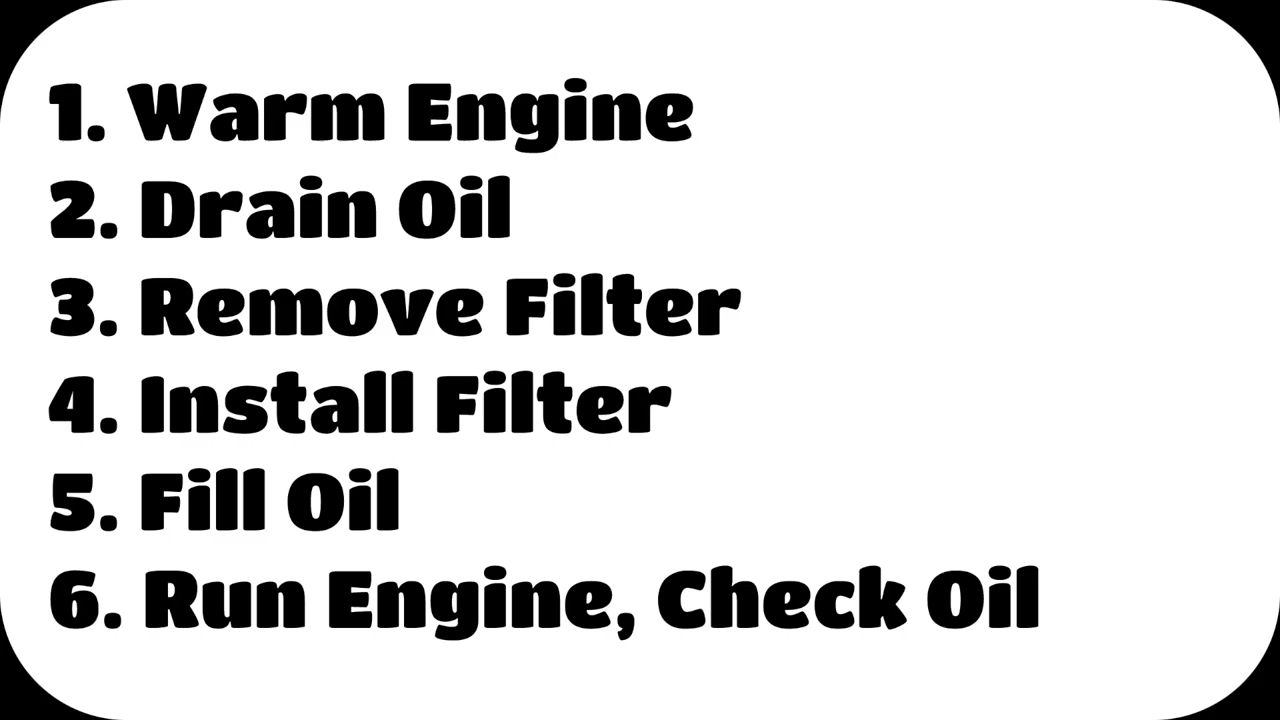 1. Warm Engine
2. Drain Oil
3. Remove Filter
4. Install Filter
5. Fill Oil
6. Run Engine, Check Oil